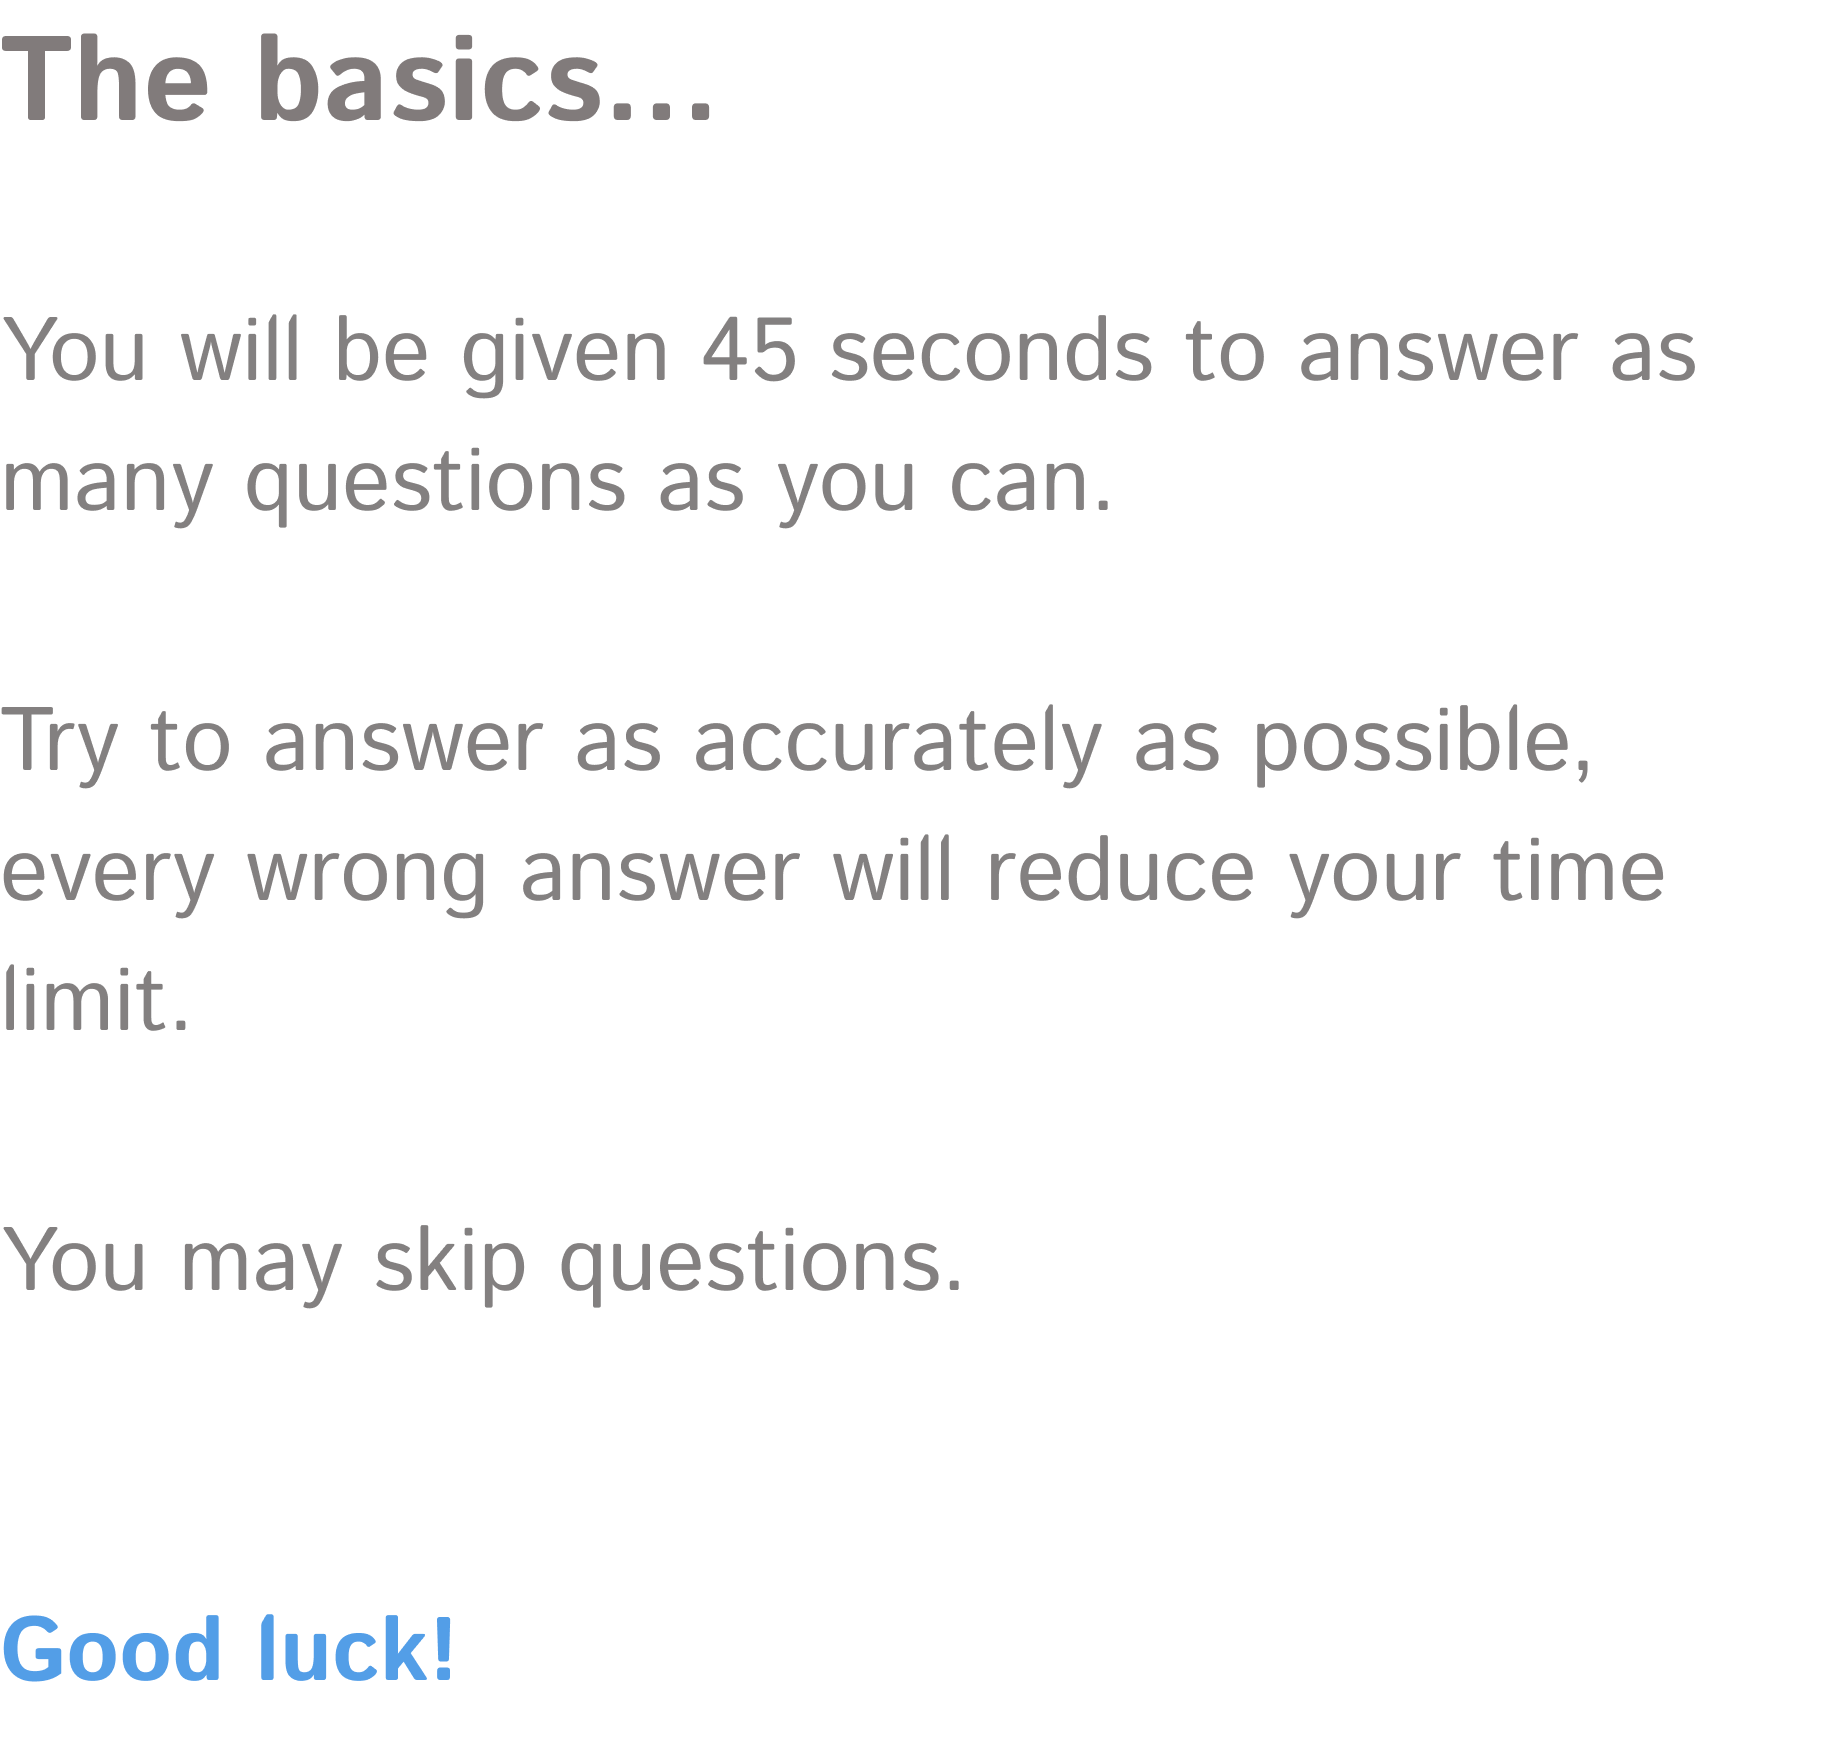 The basics...
You will be given 45 seconds to answer as
many questions as you can.
Try to answer as accurately as possible,
every wrong answer will reduce your time
limit.
You may skip questions.
Good luck!